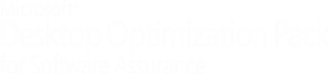 Microsoft
Desktop Optimization Pack
for Software Assurance